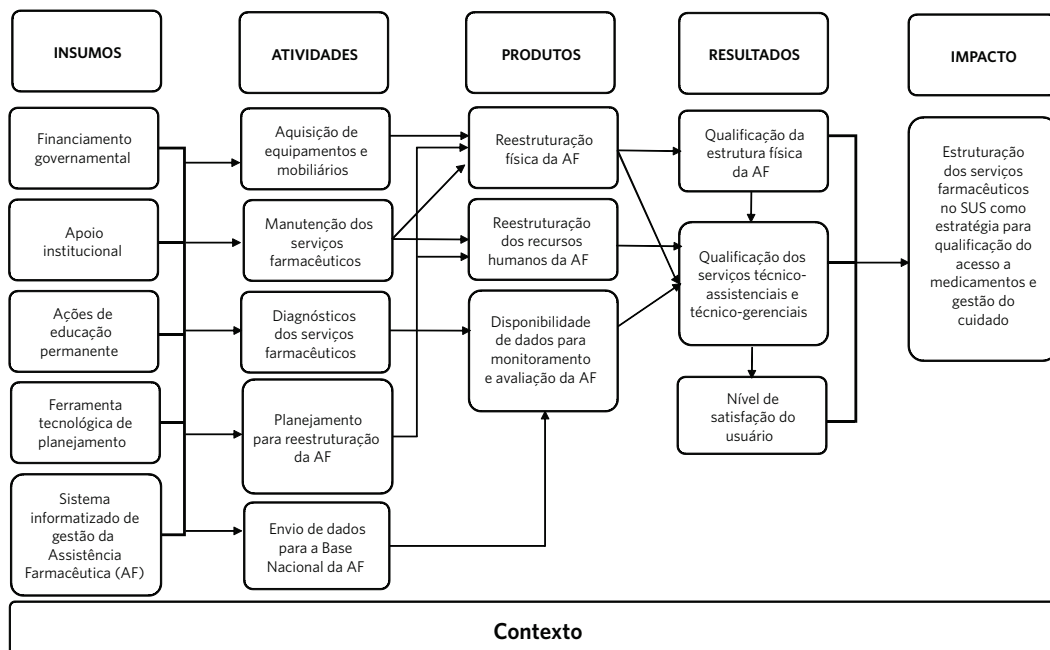 INSUMOS
ATIVIDADES
PRODUTOS
RESULTADOS
IMPACTO
Financiamento
governamental
Apoio
institucional
Ações de
educação
permanente
Ferramenta
tecnológica de
planejamento
Sistema
informatizado de
gestão da
Assistência
Farmacêutica (AF)
Aquisição de
equipamentos e
mobiliários
Manutenção dos
serviços
farmacêuticos
Diagnósticos
dos serviços
farmacêuticos
Planejamento
para reestruturação
da AF
Envio de dados
para a Base
Nacional da AF
Reestruturação
física da AF
Reestruturação
dos recursos
humanos da AF
Disponibilidade
de dados para
monitoramento
e avaliação da AF
Qualificação da
estrutura física
da AF
Qualificação dos
serviços técnico-
assistenciais e
técnico-gerenciais
Nível de
satisfação do
usuário
Estruturação
dos serviços
farmacêuticos
no SUS como
estratégia para
qualificação do
acesso a
medicamentos e
gestão do
cuidado
Contexto